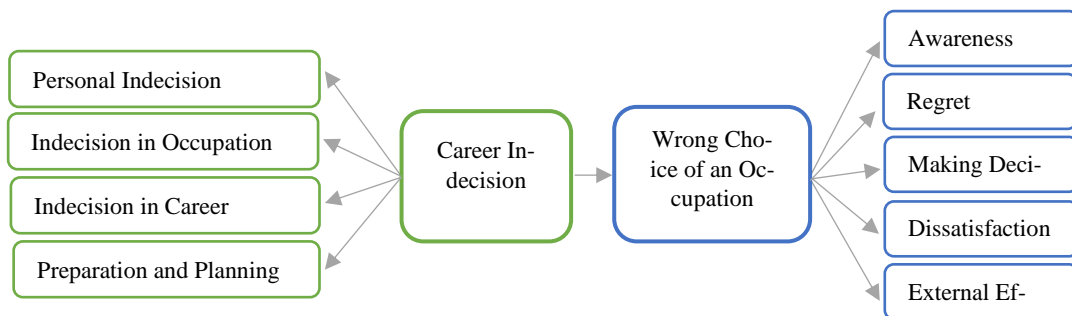 Personal Indecision
Indecision in Occupation
Indecision in Career
Preparation and Planning
Career In-
decision
Wrong Cho-
ice of an Oc-
cupation
Awareness
Regret
Making Deci-
Dissatisfaction
External Ef-